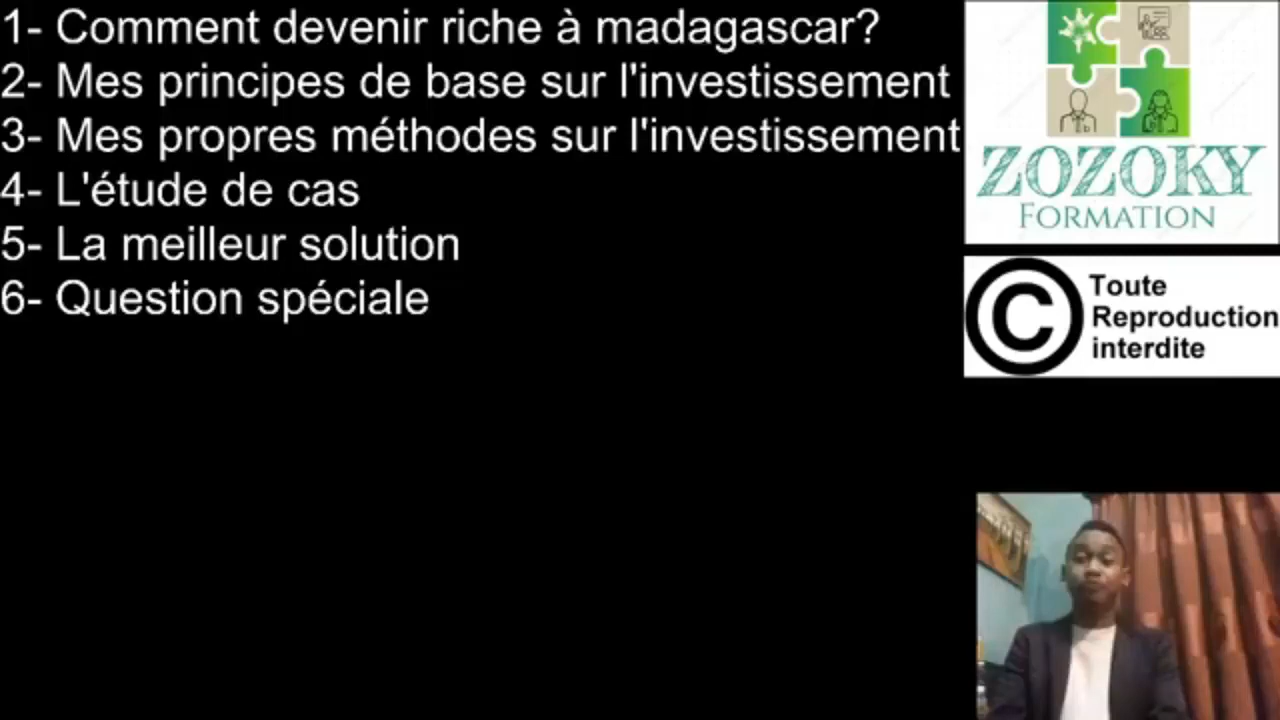 1- Comment devenir riche à madagascar?
2- Mes principes de base sur l'investissement
3- Mes propres méthodes sur l'investissement
4- L'étude de cas
5- La meilleur solution
6- Question spéciale
ZOZOKY
FORMATION
C
Toute
Reproduction
interdite